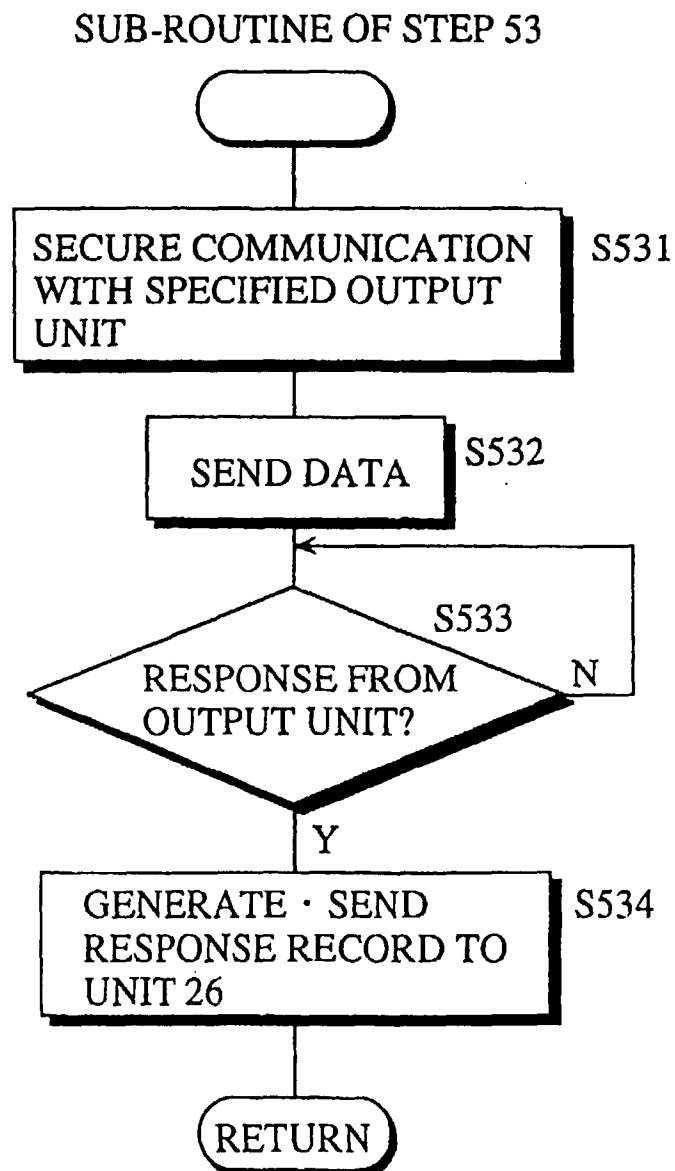 SUB-ROUTINE OF STEP 53
SECURE COMMUNICATION
WITH SPECIFIED OUTPUT
UNIT
S531
SEND DATA
S532
S533
RESPONSE FROM
OUTPUT UNIT?
N
Y
GENERATE · SEND
RESPONSE RECORD TO
UNIT 26
S534
RETURN